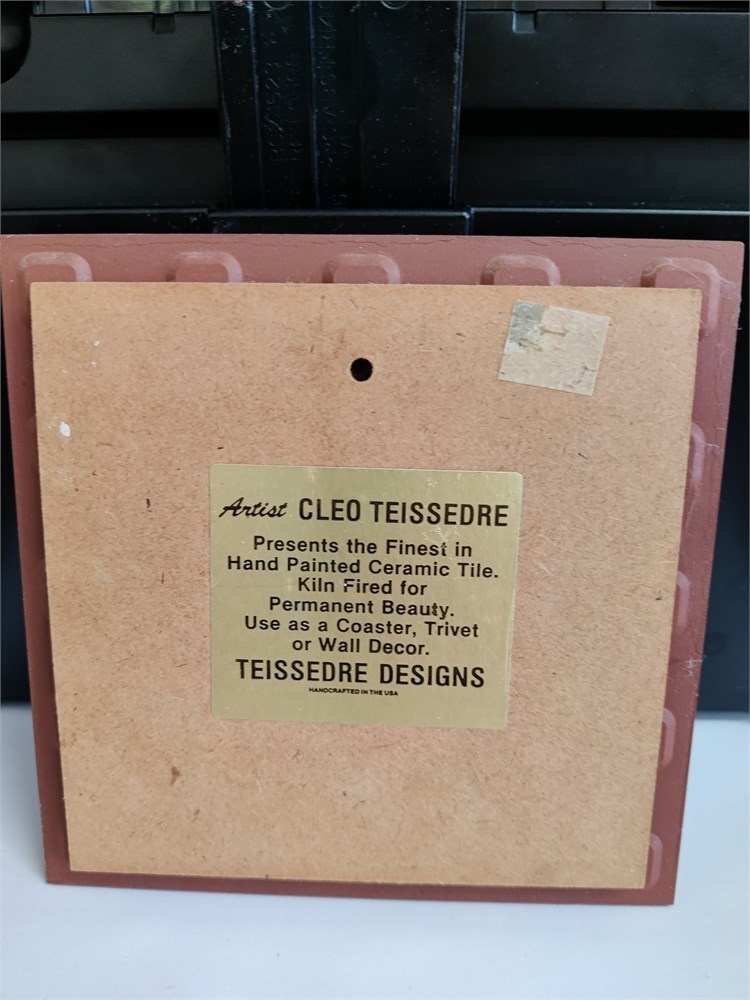 Artist CLEO TEISSEDRE
Presents the Finest in
Hand Painted Ceramic Tile.
Kiln Fired for
Permanent Beauty.
Use as a Coaster, Trivet
or Wall Decor.
TEISSEDRE DESIGNS
HANDCRAFTED IN THE USA